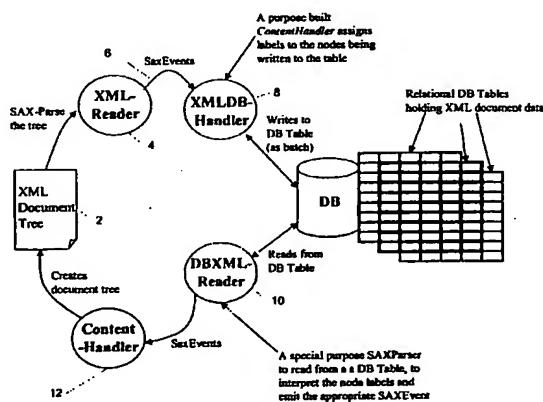 A purpose built
ContentHandler assigns
labels to the nodes being
written to the table
6
SaxEvents
XML-
Reader
XMLDB-
Handler
8
Relational DB Tables
holding XML document data
SAX-Parse
the tree
4
Writes to
DB Table
(as batch)
XML
Document
Tree
2
DB
Reads from
DB Table
DBXML-
Reader
Creates
document tree
10
Content
-Handler
SaxEvents
12
A special purpose SAXParser
to read from a a DB Table, to
interpret the node labels and
emit the appropriate SAXEvent